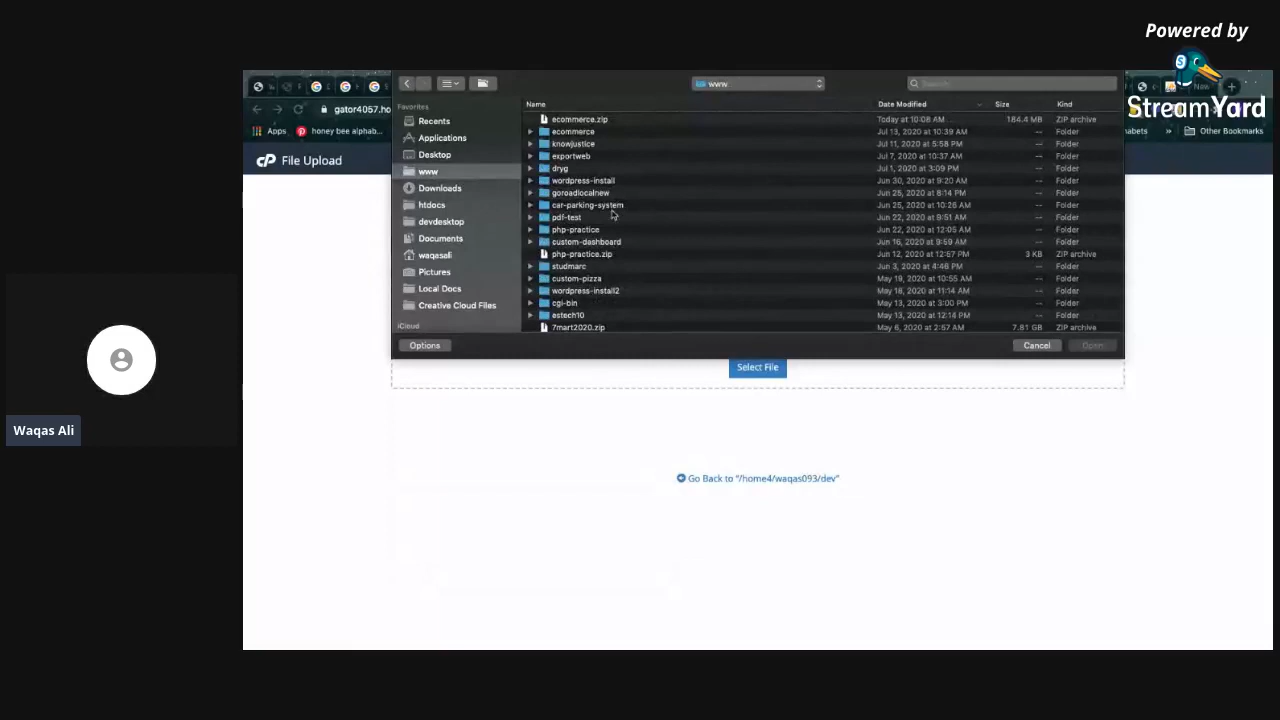 Powered by
StreamYard
gator4057.ho
Apps
honey bee alphab...
habets
»
Other Bookmarks
cP File Upload
www
Search
Favorites
Recents
Applications
Desktop
www
Downloads
htdocs
devdesktop
Documents
waqasali
Pictures
Local Docs
Creative Cloud Files
iCloud
Name Date Modified Size Kind
ecommerce.zip Today at 10:08 AM 184.4 MB ZIP archive
ecommerce Jul 13, 2020 at 10:39 AM -- Folder
knowjustice Jul 11, 2020 at 5:58 PM -- Folder
exportweb Jul 7, 2020 at 10:37 AM -- Folder
dryg Jul 1, 2020 at 3:09 PM -- Folder
wordpress-install Jun 30, 2020 at 9:20 AM -- Folder
goroadlocalnew Jun 25, 2020 at 8:14 PM -- Folder
car-parking-system Jun 25, 2020 at 10:26 AM -- Folder
pdf-test Jun 22, 2020 at 9:51 AM -- Folder
php-practice Jun 22, 2020 at 12:05 AM -- Folder
custom-dashboard Jun 16, 2020 at 9:59 AM -- Folder
php-practice.zip Jun 12, 2020 at 12:57 PM 3 KB ZIP archive
studmarc Jun 3, 2020 at 4:46 PM -- Folder
custom-pizza May 19, 2020 at 10:55 AM -- Folder
wordpress-install2 May 18, 2020 at 11:14 AM -- Folder
cgi-bin May 13, 2020 at 3:00 PM -- Folder
estech10 May 13, 2020 at 12:14 PM -- Folder
7mart2020.zip May 6, 2020 at 2:57 AM 7.81 GB ZIP archive
Options
Cancel
Open
Select File
Go Back to "/home4/waqas093/dev"
Waqas Ali